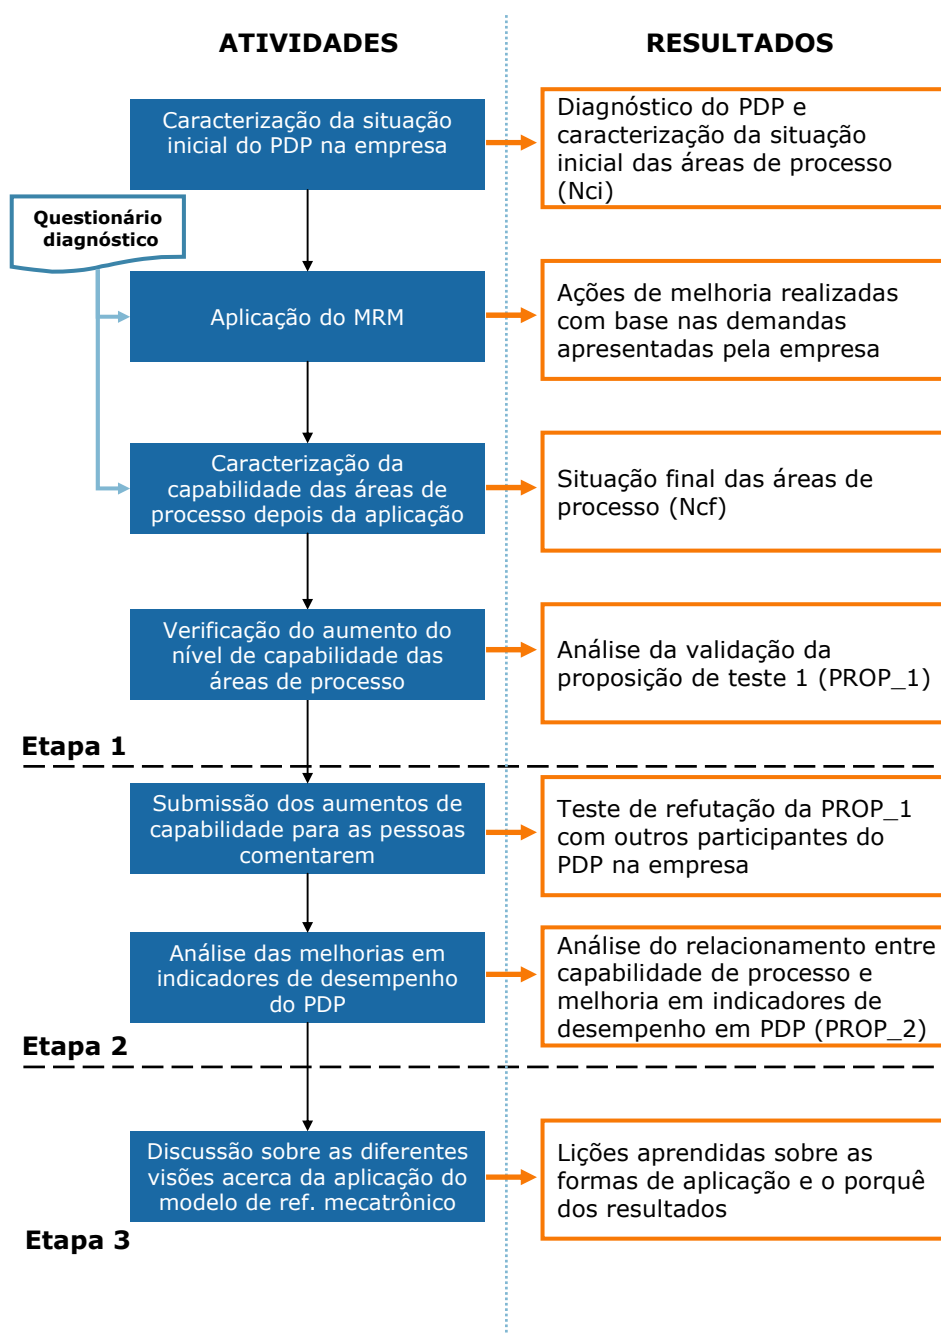 ATIVIDADES
RESULTADOS
Caracterização da situação
inicial do PDP na empresa
Diagnóstico do PDP e
caracterização da situação
inicial das áreas de processo
(Nci)
Questionário
diagnóstico
Aplicação do MRM
Ações de melhoria realizadas
com base nas demandas
apresentadas pela empresa
Caracterização da
capabilidade das áreas de
processo depois da aplicação
Situação final das áreas de
processo (Ncf)
Verificação do aumento do
nível de capabilidade das
áreas de processo
Análise da validação da
proposição de teste 1 (PROP_1)
Etapa 1
Submissão dos aumentos de
capabilidade para as pessoas
comentarem
Teste de refutação da PROP_1
com outros participantes do
PDP na empresa
Análise das melhorias em
indicadores de desempenho
do PDP
Análise do relacionamento entre
capabilidade de processo e
melhoria em indicadores de
desempenho em PDP (PROP_2)
Etapa 2
Discussão sobre as diferentes
visões acerca da aplicação do
modelo de ref. mecatrônico
Lições aprendidas sobre as
formas de aplicação e o porquê
dos resultados
Etapa 3